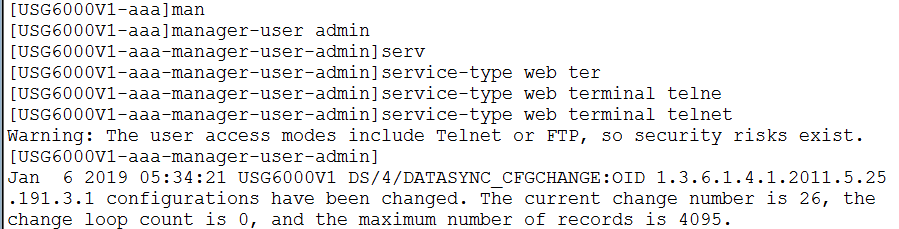 [USG6000V1-aaa]man
[USG6000V1-aaa]manager-user admin
[USG6000V1-aaa-manager-user-admin]serv
[USG6000V1-aaa-manager-user-admin]service-type web ter
[USG6000V1-aaa-manager-user-admin]service-type web terminal telne
[USG6000V1-aaa-manager-user-admin]service-type web terminal telnet
Warning: The user access modes include Telnet or FTP, so security risks exist.
[USG6000V1-aaa-manager-user-admin]
Jan  6 2019 05:34:21 USG6000V1 DS/4/DATASYNC_CFGCHANGE:OID 1.3.6.1.4.1.2011.5.25
.191.3.1 configurations have been changed. The current change number is 26, the
change loop count is 0, and the maximum number of records is 4095.